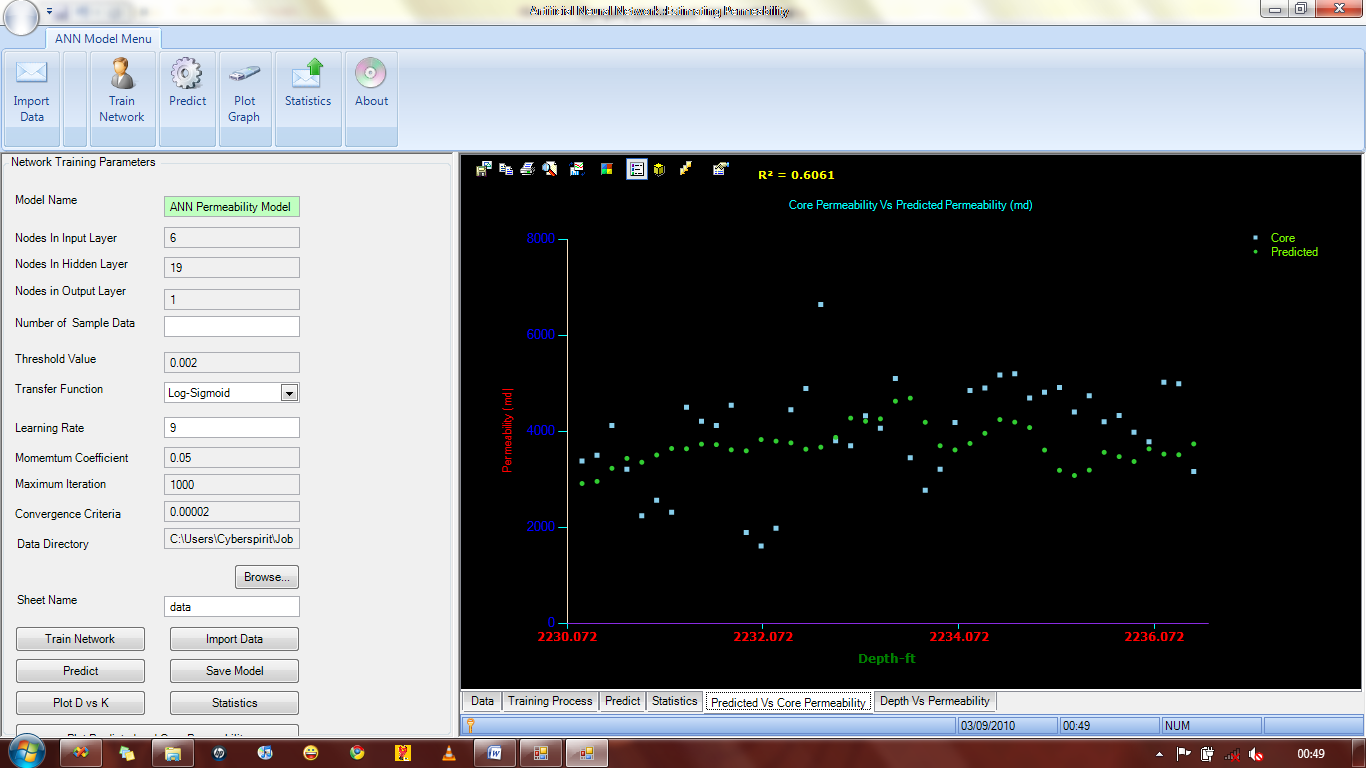 Artificial Neural Network:Estimating Permeability
ANN Model Menu
Import Data
Train Network
Predict
Plot Graph
Statistics
About
Network Training Parameters
Model Name
ANN Permeability Model
Nodes In Input Layer
6
Nodes In Hidden Layer
19
Nodes in Output Layer
1
Number of Sample Data
Threshold Value
0.002
Transfer Function
Log-Sigmoid
Learning Rate
9
Momemtum Coefficient
0.05
Maximum Iteration
1000
Convergence Criteria
0.00002
Data Directory
C:\Users\Cyberspirit\Job
Browse...
Sheet Name
data
Train Network
Import Data
Predict
Save Model
Plot D vs K
Statistics
R² = 0.6061
Core Permeability Vs Predicted Permeability (md)
Core
Predicted
8000
6000
4000
2000
0
Permeability (md)
2230.072
2232.072
2234.072
2236.072
Depth-ft
Data
Training Process
Predict
Statistics
Predicted Vs Core Permeability
Depth Vs Permeability
03/09/2010
00:49
NUM
00:49